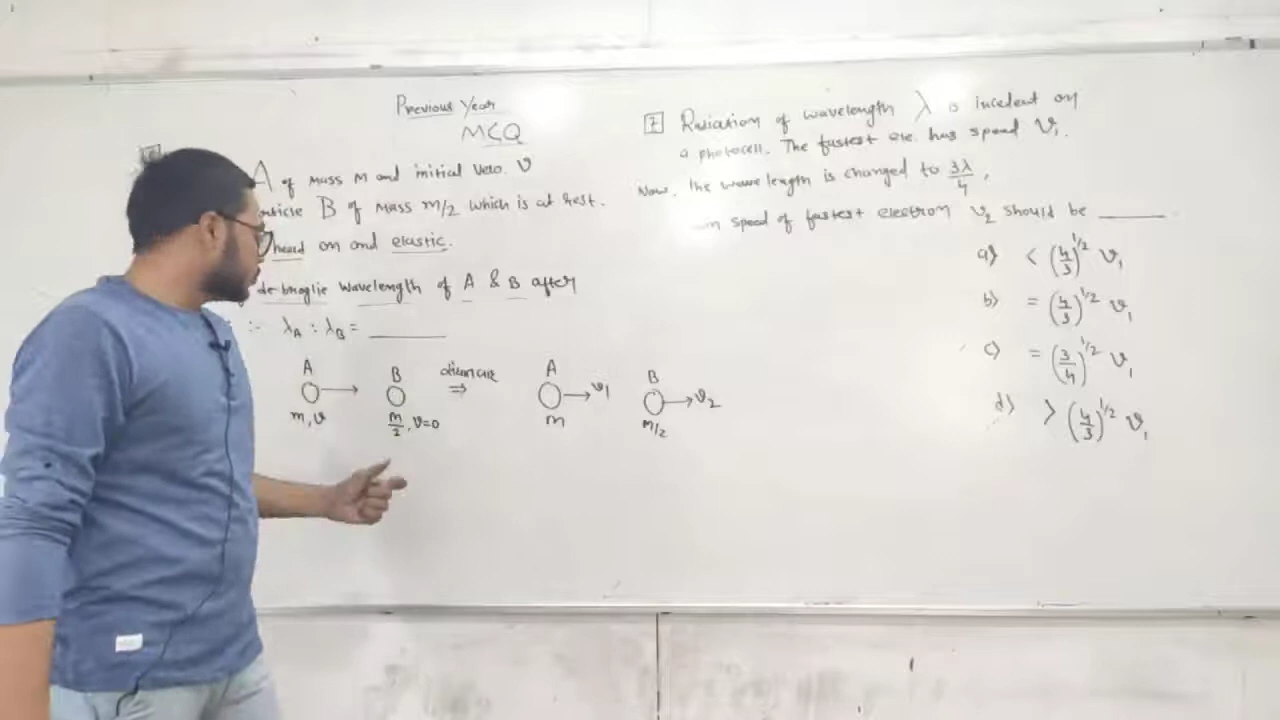 Previous Year
MCQ
A of mass M and initial velo. v
B of mass m/2 which is at rest.
head on and elastic.
de-broglie wavelength of A & B after
∴ λA : λB = ______
A
m, v
B
m/2, v=0
⇒
A
v1
m
B
v2
m/2
7 Radiation of wavelength λ is incedent on
a photocell. The fastest ele. has speed v1.
Now, the wavelength is changed to 3λ/4,
speed of fastest electron v2 should be ______
a) < (4/3)^1/2 v1
b) = (4/3)^1/2 v1
c) = (3/4)^1/2 v1
d) > (4/3)^1/2 v1